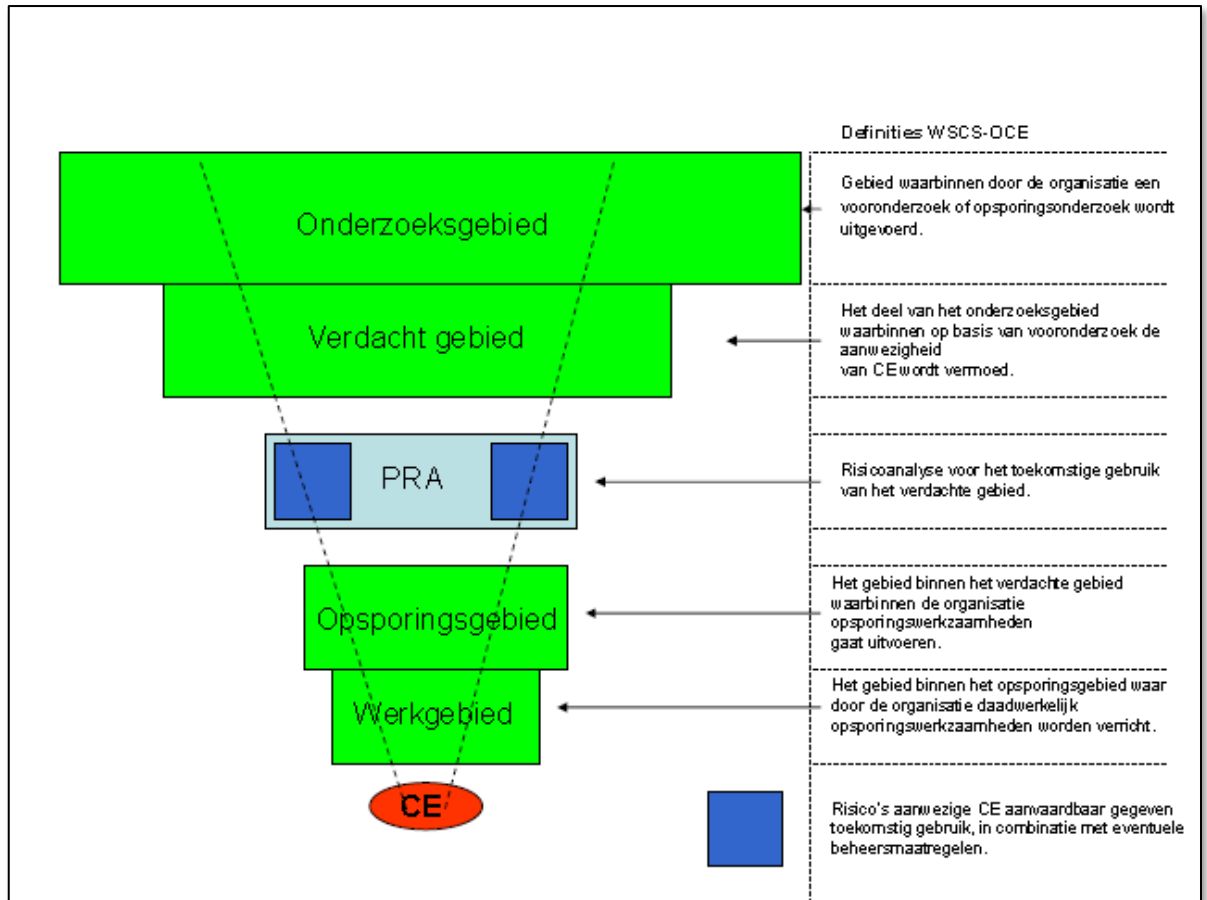 Definities WSCS-OCE
Onderzoeksgebied
Gebied waarbinnen door de organisatie een
vooronderzoek of opsporingsonderzoek wordt
uitgevoerd.
Verdacht gebied
Het deel van het onderzoeksgebied
waarbinnen op basis van vooronderzoek de
aanwezigheid
van CE wordt vermoed.
PRA
Risicoanalyse voor het toekomstige gebruik
van het verdachte gebied.
Opsporingsgebied
Het gebied binnen het verdachte gebied
waarbinnen de organisatie
opsporingswerkzaamheden
gaat uitvoeren.
Werkgebied
Het gebied binnen het opsporingsgebied waar
door de organisatie daadwerkelijk
opsporingswerkzaamheden worden verricht.
CE
Risico's aanwezige CE aanvaardbaar gegeven
toekomstig gebruik, in combinatie met eventuele
beheersmaatregelen.